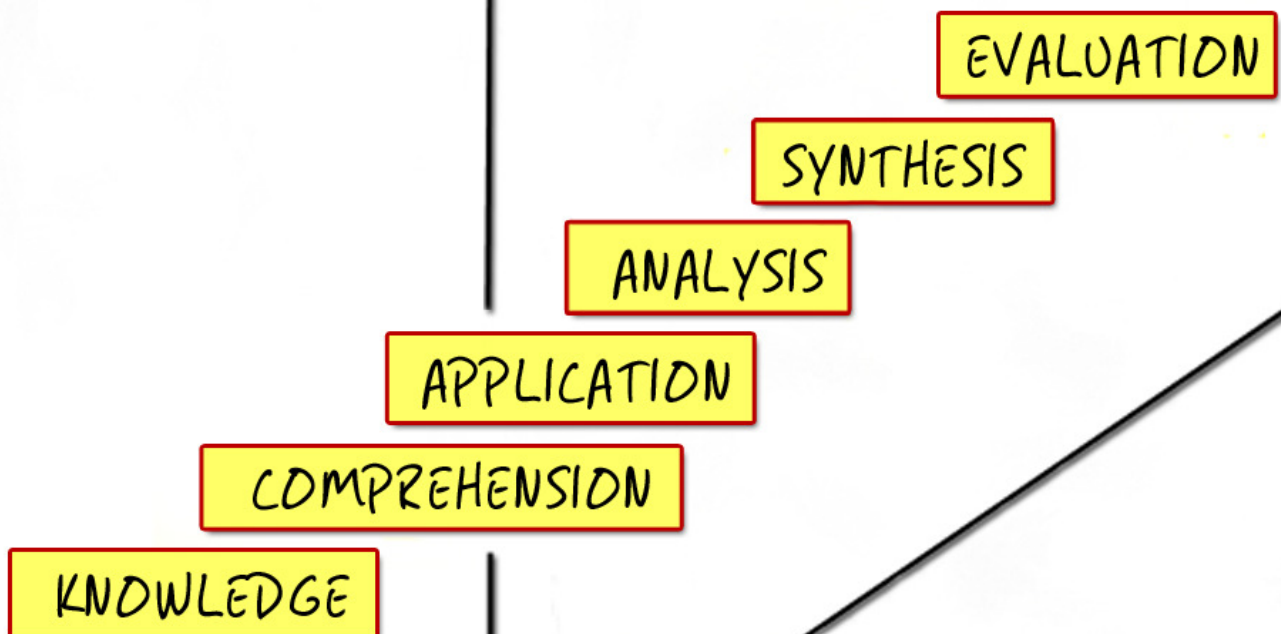 EVALUATION
SYNTHESIS
ANALYSIS
APPLICATION
COMPREHENSION
KNOWLEDGE